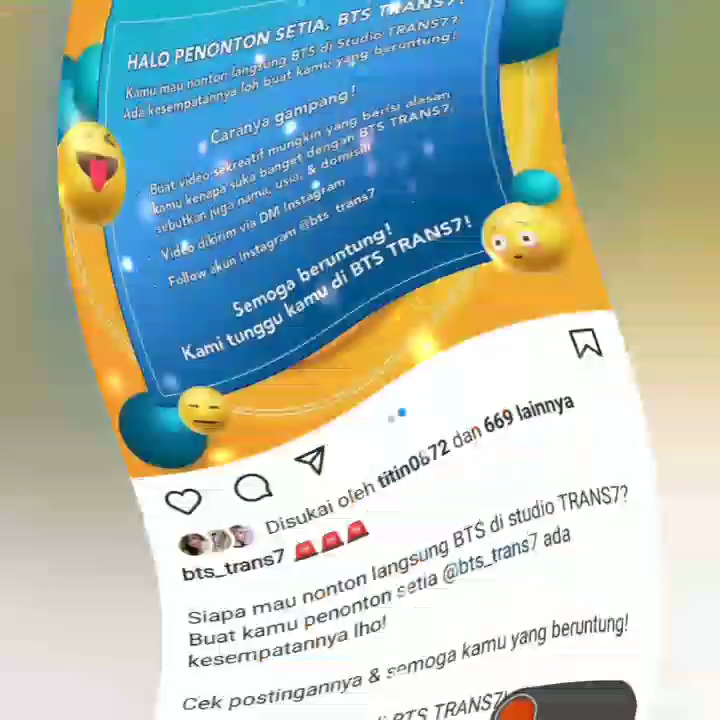 HALO PENONTON SETIA, BTS TRANS7!
Kamu mau nonton langsung BTS di Studio TRANS7?
Ada kesempatannya loh buat kamu yang beruntung!
Caranya gampang!
Buat video sekreatif mungkin yang berisi alasan
kamu kenapa suka banget dengan BTS TRANS7,
sebutkan juga nama, usia, & domisili
Video dikirim via DM Instagram
Follow akun Instagram @bts_trans7
Semoga beruntung!
Kami tunggu kamu di BTS TRANS7!
Disukai oleh titin0672 dan 669 lainnya
bts_trans7 🚨🚨🚨
Siapa mau nonton langsung BTS di studio TRANS7?
Buat kamu penonton setia @bts_trans7 ada
kesempatannya lho!
Cek postingannya & semoga kamu yang beruntung!
di BTS TRANS7!